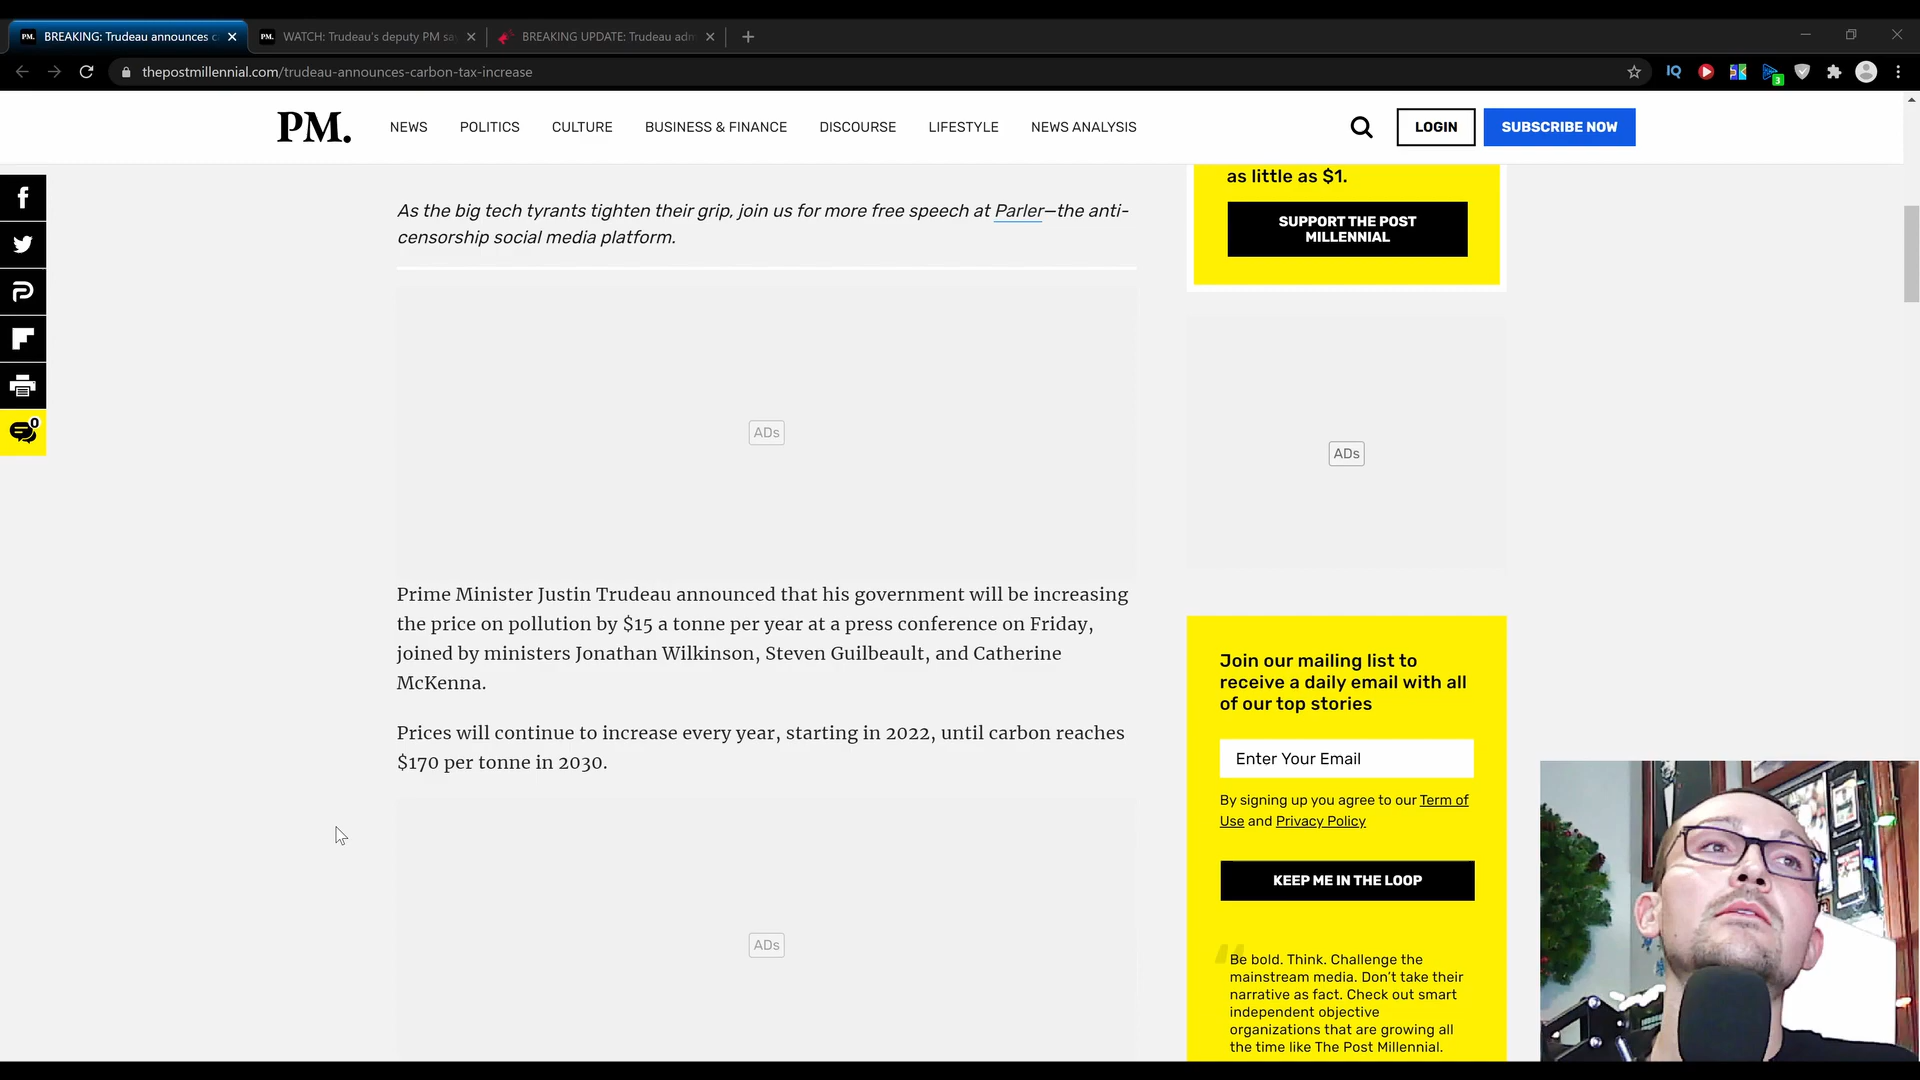 PM. BREAKING: Trudeau announces c
PM. WATCH: Trudeau's deputy PM sa
BREAKING UPDATE: Trudeau adm
thepostmillennial.com/trudeau-announces-carbon-tax-increase
IQ
3
PM.
NEWS
POLITICS
CULTURE
BUSINESS & FINANCE
DISCOURSE
LIFESTYLE
NEWS ANALYSIS
LOGIN
SUBSCRIBE NOW
0
As the big tech tyrants tighten their grip, join us for more free speech at Parler—the anti-
censorship social media platform.
ADs
Prime Minister Justin Trudeau announced that his government will be increasing
the price on pollution by $15 a tonne per year at a press conference on Friday,
joined by ministers Jonathan Wilkinson, Steven Guilbeault, and Catherine
McKenna.
Prices will continue to increase every year, starting in 2022, until carbon reaches
$170 per tonne in 2030.
ADs
as little as $1.
SUPPORT THE POST
MILLENNIAL
ADs
Join our mailing list to
receive a daily email with all
of our top stories
Enter Your Email
By signing up you agree to our Term of
Use and Privacy Policy
KEEP ME IN THE LOOP
Be bold. Think. Challenge the
mainstream media. Don't take their
narrative as fact. Check out smart
independent objective
organizations that are growing all
the time like The Post Millennial.